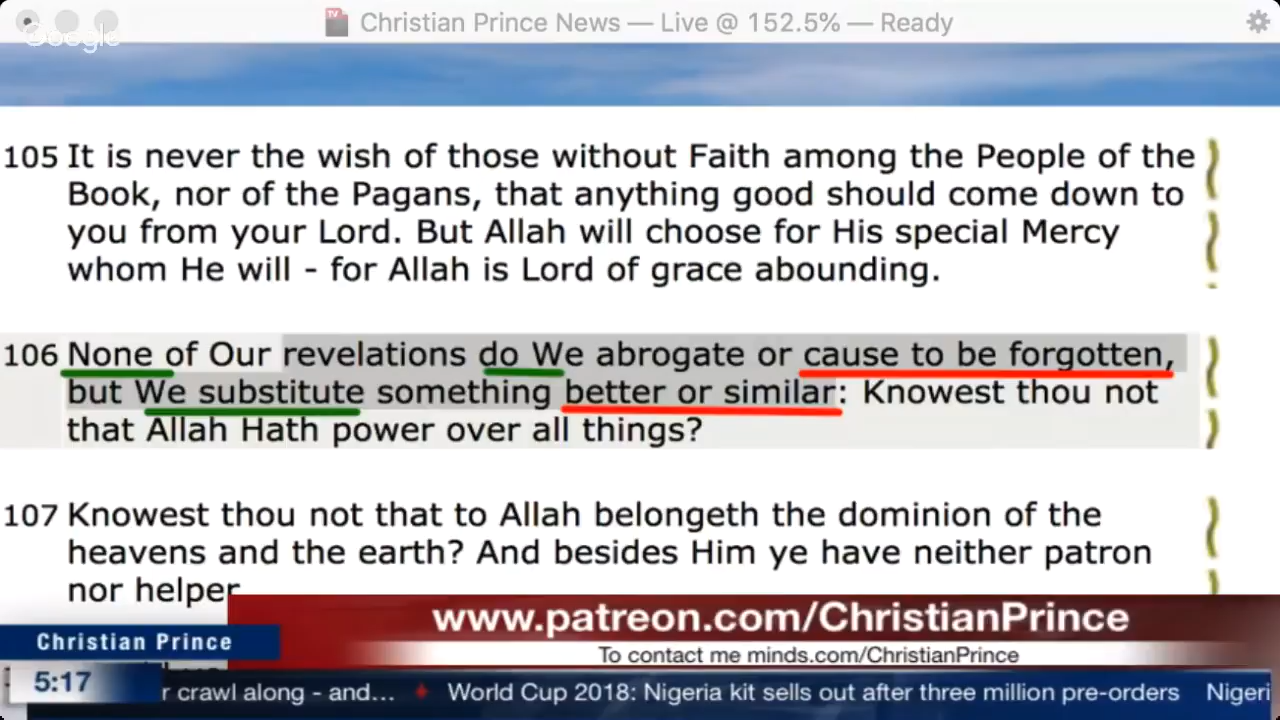 Christian Prince News — Live @ 152.5% — Ready
Google
105 It is never the wish of those without Faith among the People of the
Book, nor of the Pagans, that anything good should come down to
you from your Lord. But Allah will choose for His special Mercy
whom He will - for Allah is Lord of grace abounding.
106 None of Our revelations do We abrogate or cause to be forgotten,
but We substitute something better or similar: Knowest thou not
that Allah Hath power over all things?
107 Knowest thou not that to Allah belongeth the dominion of the
heavens and the earth? And besides Him ye have neither patron
nor helper
www.patreon.com/ChristianPrince
Christian Prince
To contact me minds.com/ChristianPrince
5:17
r crawl along - and... World Cup 2018: Nigeria kit sells out after three million pre-orders Nigeri